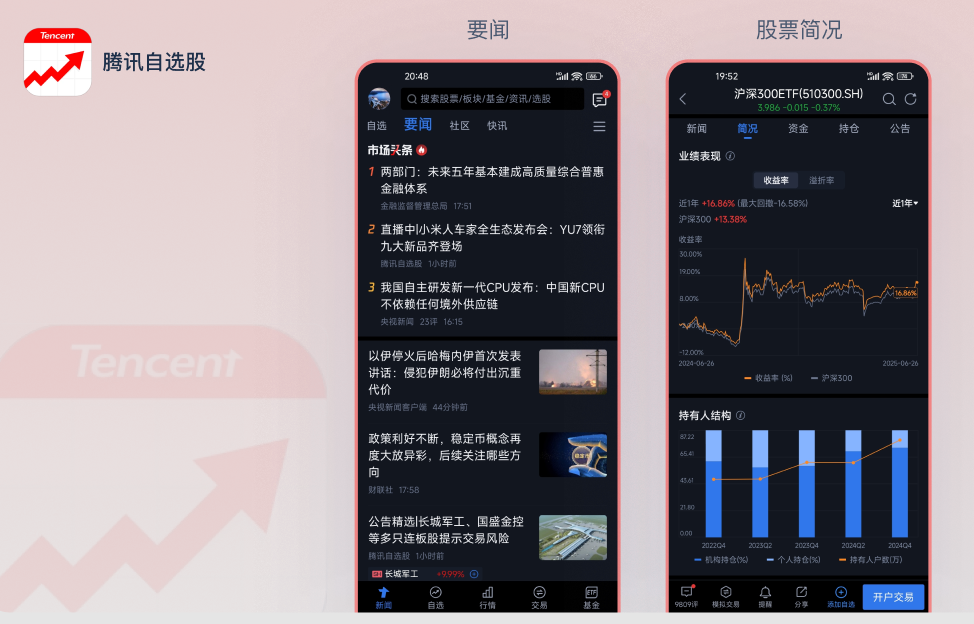 Tencent
腾讯自选股
要闻
股票简况
Tencent
20:48
66
搜索股票/板块/基金/资讯/选股
4
自选 要闻 社区 快讯
市场头条
1 两部门：未来五年基本建成高质量综合普惠
金融体系
金融监督管理总局 17:51
2 直播中|小米人车家全生态发布会：YU7领衔
九大新品齐登场
腾讯自选股 1小时前
3 我国自主研发新一代CPU发布：中国新CPU
不依赖任何境外供应链
央视新闻 23评 16:15
以伊停火后哈梅内伊首次发表
讲话：侵犯伊朗必将付出沉重
代价
央视新闻客户端 44分钟前
政策利好不断，稳定币概念再
度大放异彩，后续关注哪些方
向
财联社 17:58
稳定币
公告精选|长城军工、国盛金控
等多只连板股提示交易风险
腾讯自选股 1小时前
长城军工 +9.99%
新闻 自选 行情 交易 基金
ETF
19:52
沪深300ETF(510300.SH)
3.986 -0.015 -0.37%
新闻 简况 资金 持仓 公告
业绩表现
收益率 溢折率
近1年 +16.86% (最大回撤-16.58%) 近1年
沪深300 +13.38%
收益率
30.00%
19.00%
8.00%
-12.00%
16.86%
2024-06-26 2025-06-26
收益率 (%) 沪深300
持有人结构
87.22
65.41
43.61
21.80
0.00
2022Q4 2023Q2 2023Q4 2024Q2 2024Q4
机构持仓(%) 个人持仓(%) 持有人户数(万)
9809评 模拟交易 提醒 分享 添加自选 开户交易